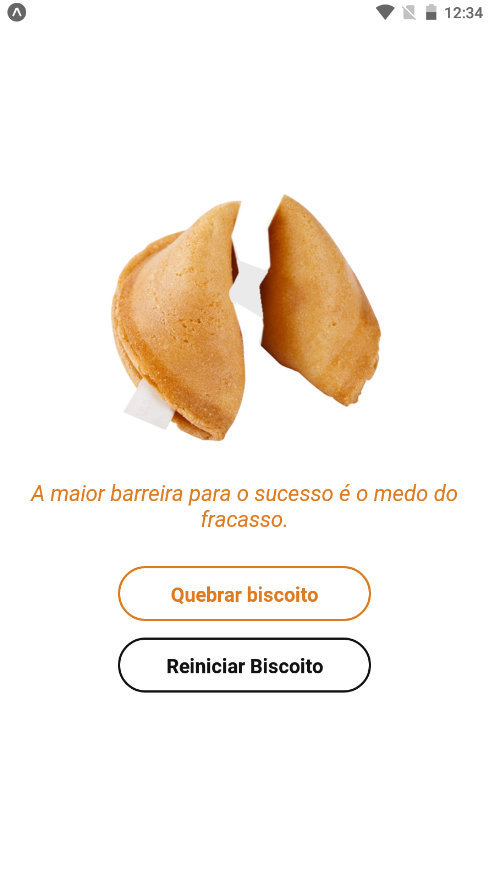 12:34
A maior barreira para o sucesso é o medo do
fracasso.
Quebrar biscoito
Reiniciar Biscoito